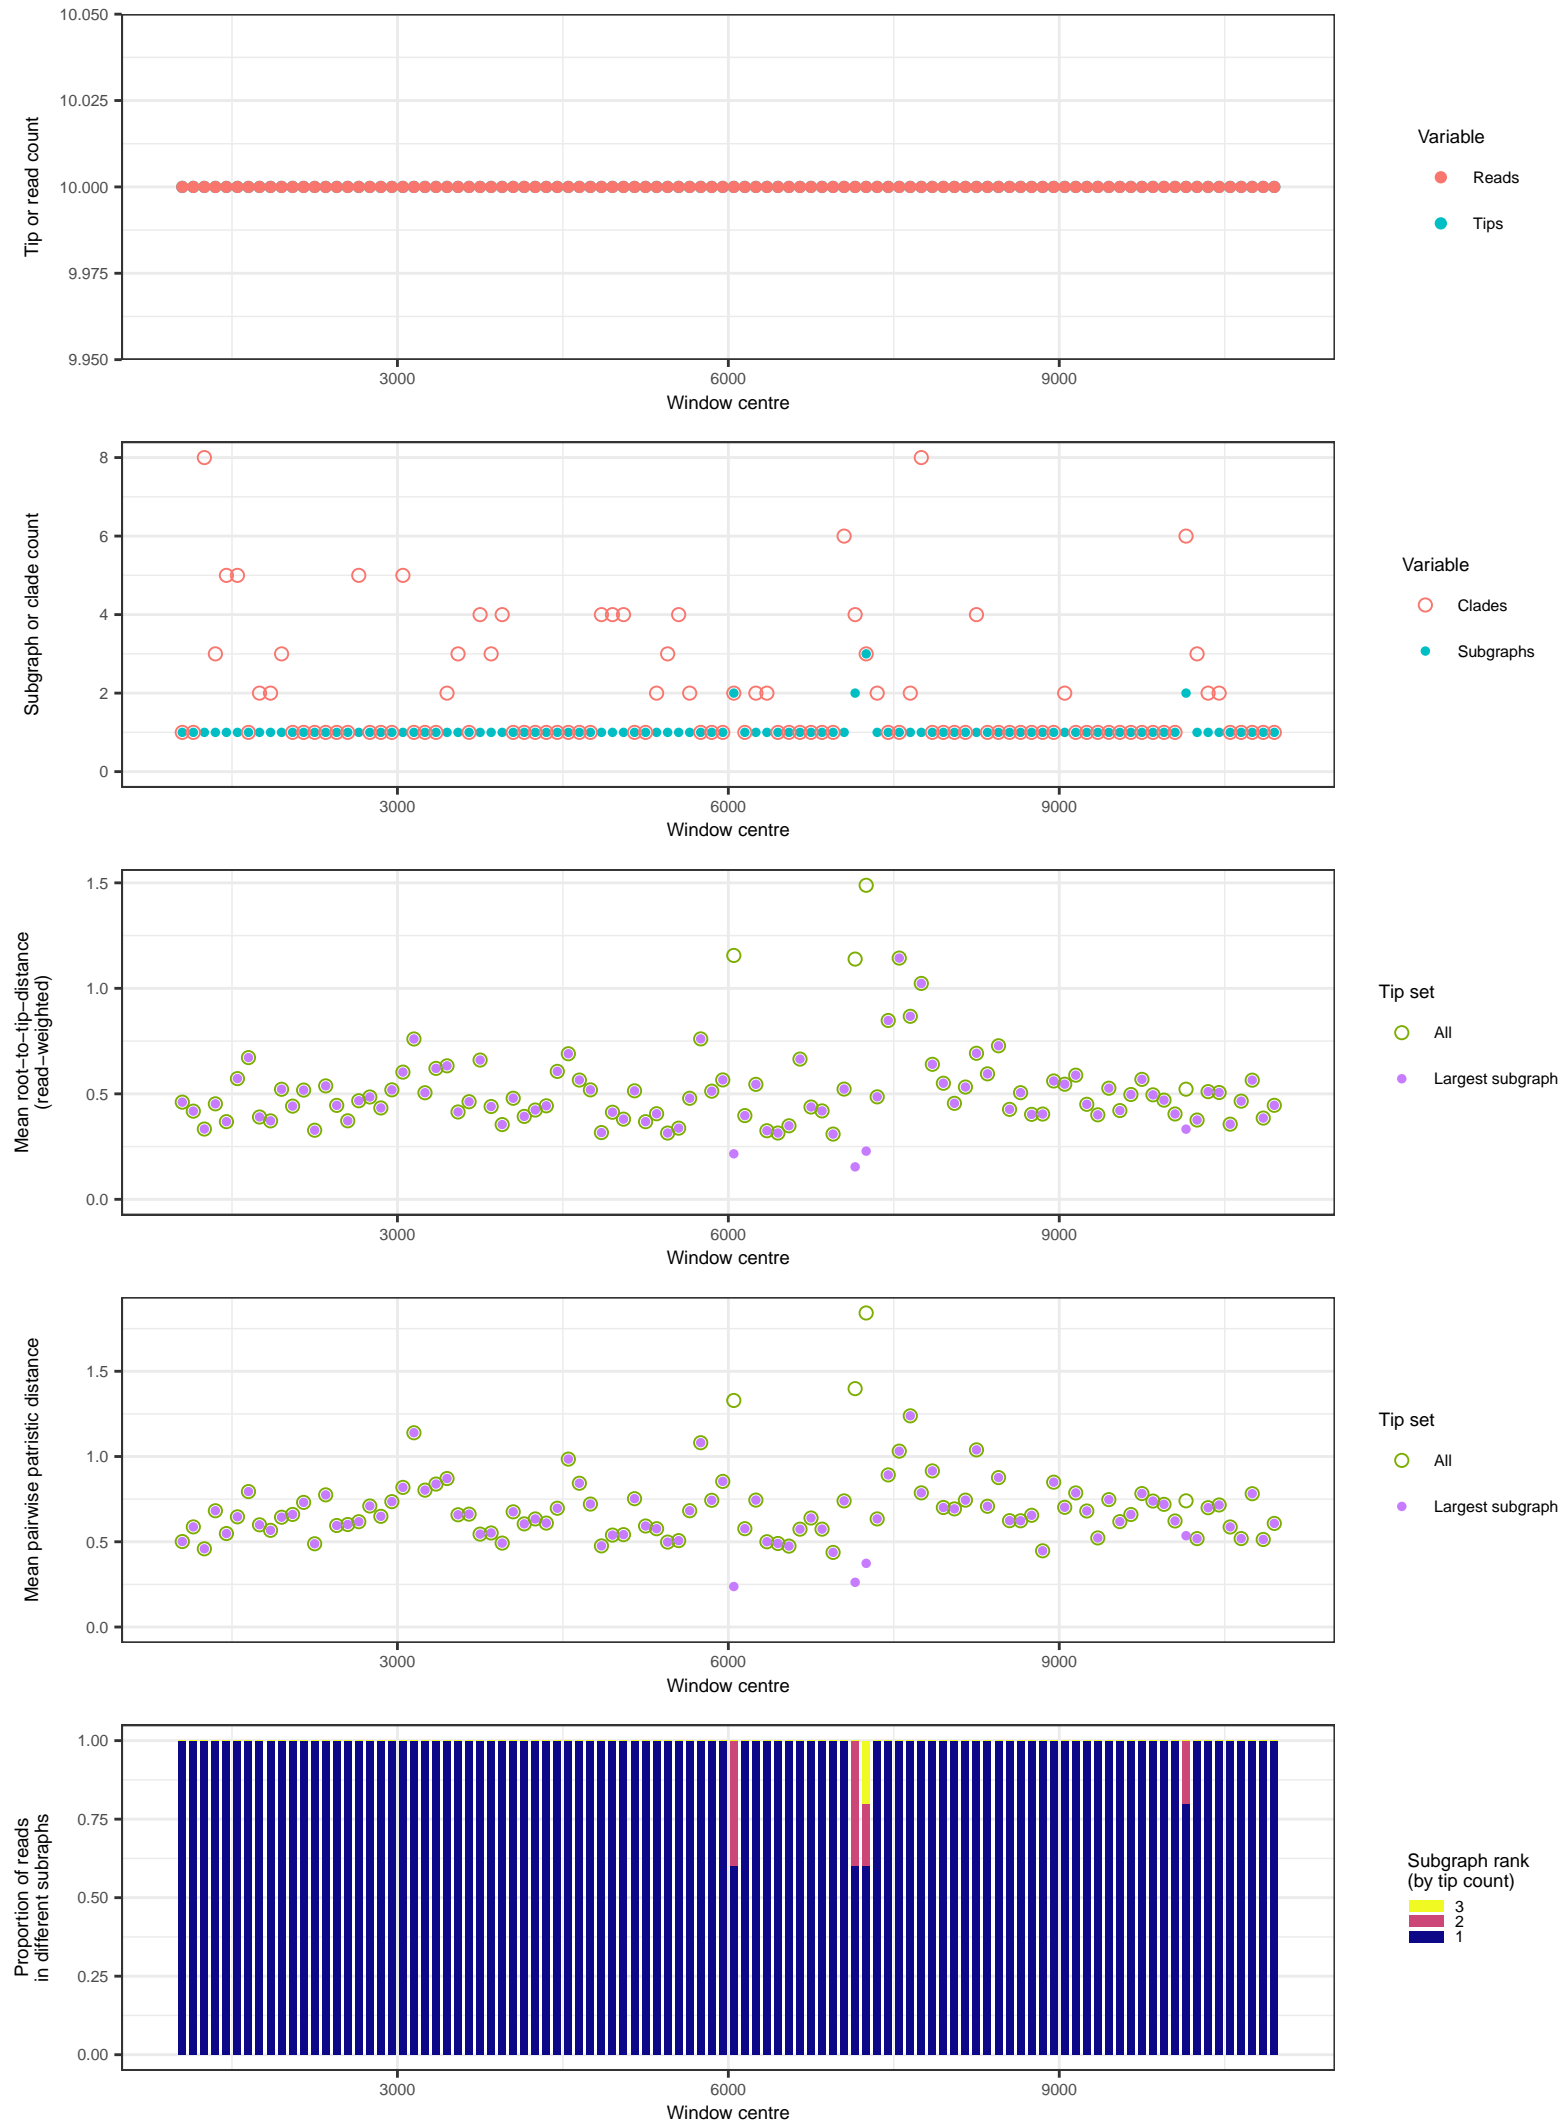 10.050
10.025
10.000
9.975
9.950
Tip or read count
3000 6000 9000
Window centre
Variable
Reads
Tips
8
6
4
2
0
Subgraph or clade count
3000 6000 9000
Window centre
Variable
Clades
Subgraphs
1.5
1.0
0.5
0.0
Mean root−to−tip−distance
(read−weighted)
3000 6000 9000
Window centre
Tip set
All
Largest subgraph
1.5
1.0
0.5
0.0
Mean pairwise patristic distance
3000 6000 9000
Window centre
Tip set
All
Largest subgraph
1.00
0.75
0.50
0.25
0.00
Proportion of reads
in different subraphs
3000 6000 9000
Window centre
Subgraph rank
(by tip count)
3
2
1